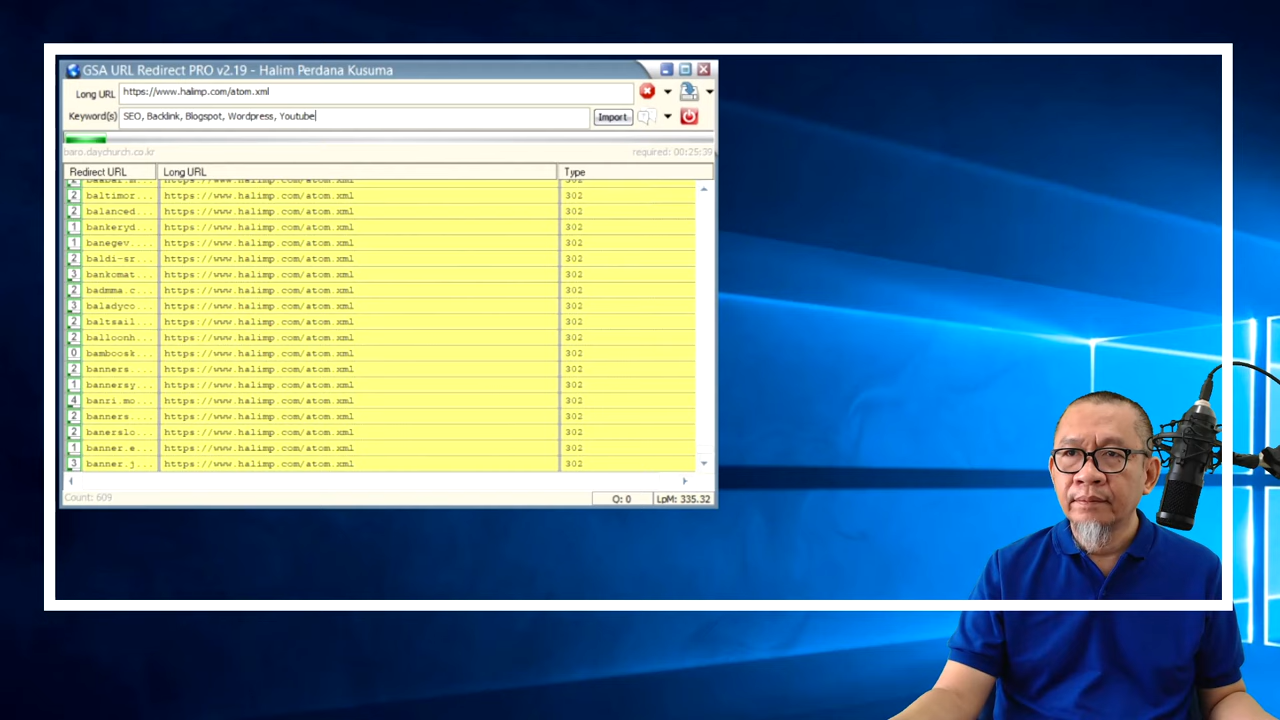 GSA URL Redirect PRO v2.19 - Halim Perdana Kusuma
Long URL https://www.halimp.com/atom.xml
Keyword(s) SEO, Backlink, Blogspot, Wordpress, Youtube Import
baro.daychurch.co.kr required: 00:25:39
Redirect URL Long URL Type
https://www.halimp.com/atom.xml 302
2 baltimor... https://www.halimp.com/atom.xml 302
2 balanced... https://www.halimp.com/atom.xml 302
1 bankeryd... https://www.halimp.com/atom.xml 302
1 banegev.... https://www.halimp.com/atom.xml 302
2 baldi-sr... https://www.halimp.com/atom.xml 302
3 bankomat... https://www.halimp.com/atom.xml 302
2 badmma.c... https://www.halimp.com/atom.xml 302
3 baladyco... https://www.halimp.com/atom.xml 302
2 baltsail... https://www.halimp.com/atom.xml 302
2 balloonh... https://www.halimp.com/atom.xml 302
0 bamboosk... https://www.halimp.com/atom.xml 302
2 banners.... https://www.halimp.com/atom.xml 302
1 bannersy... https://www.halimp.com/atom.xml 302
4 banri.mo... https://www.halimp.com/atom.xml 302
2 banners.... https://www.halimp.com/atom.xml 302
2 banerslo... https://www.halimp.com/atom.xml 302
1 banner.e... https://www.halimp.com/atom.xml 302
3 banner.j... https://www.halimp.com/atom.xml 302
Count: 609 Q: 0 LpM: 335.32